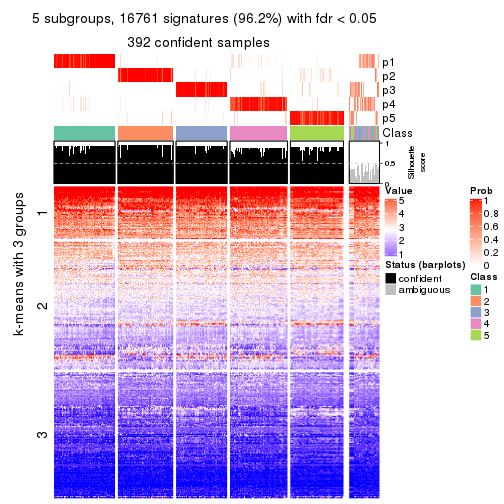 5 subgroups, 16761 signatures (96.2%) with fdr < 0.05
392 confident samples
p1
p2
p3
p4
p5
Class
1
0.5
0
Silhouette
score
k-means with 3 groups
1
2
3
Value
5
4
3
2
1
Status (barplots)
confident
ambiguous
Prob
1
0.8
0.6
0.4
0.2
0
Class
1
2
3
4
5